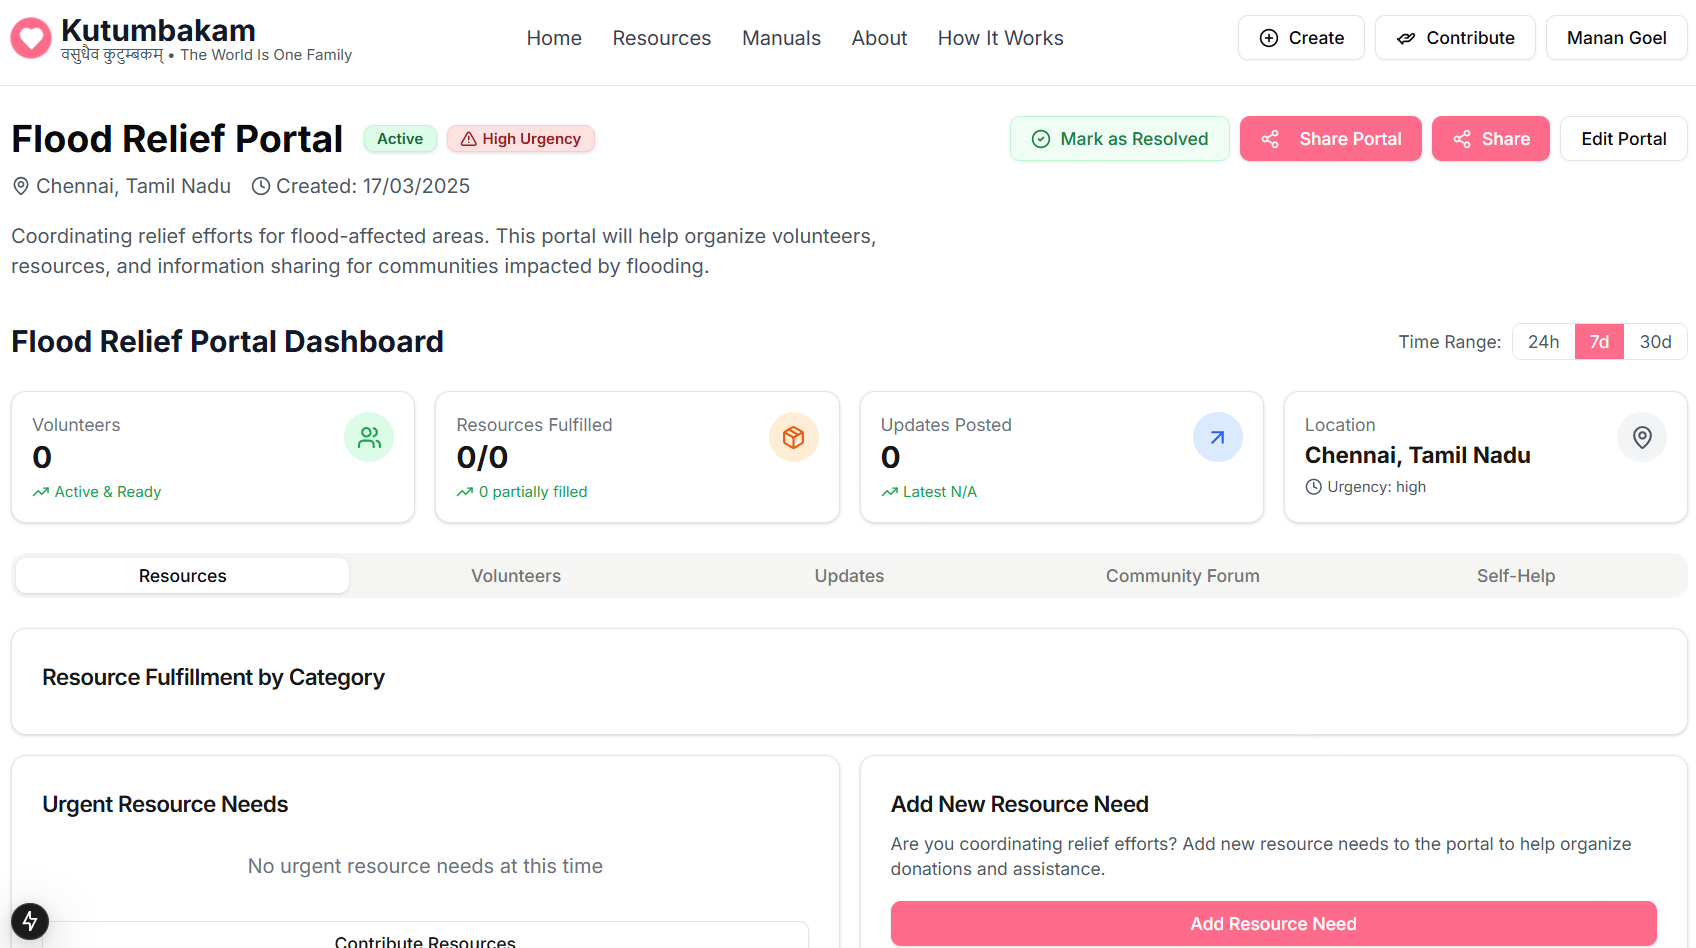 Kutumbakam
वसुधैव कुटुम्बकम् • The World Is One Family
Home
Resources
Manuals
About
How It Works
Create
Contribute
Manan Goel
Flood Relief Portal
Active
High Urgency
Mark as Resolved
Share Portal
Share
Edit Portal
Chennai, Tamil Nadu
Created: 17/03/2025
Coordinating relief efforts for flood-affected areas. This portal will help organize volunteers,
resources, and information sharing for communities impacted by flooding.
Flood Relief Portal Dashboard
Time Range:
24h
7d
30d
Volunteers
0
Active & Ready
Resources Fulfilled
0/0
0 partially filled
Updates Posted
0
Latest N/A
Location
Chennai, Tamil Nadu
Urgency: high
Resources
Volunteers
Updates
Community Forum
Self-Help
Resource Fulfillment by Category
Urgent Resource Needs
No urgent resource needs at this time
Contribute Resources
Add New Resource Need
Are you coordinating relief efforts? Add new resource needs to the portal to help organize
donations and assistance.
Add Resource Need